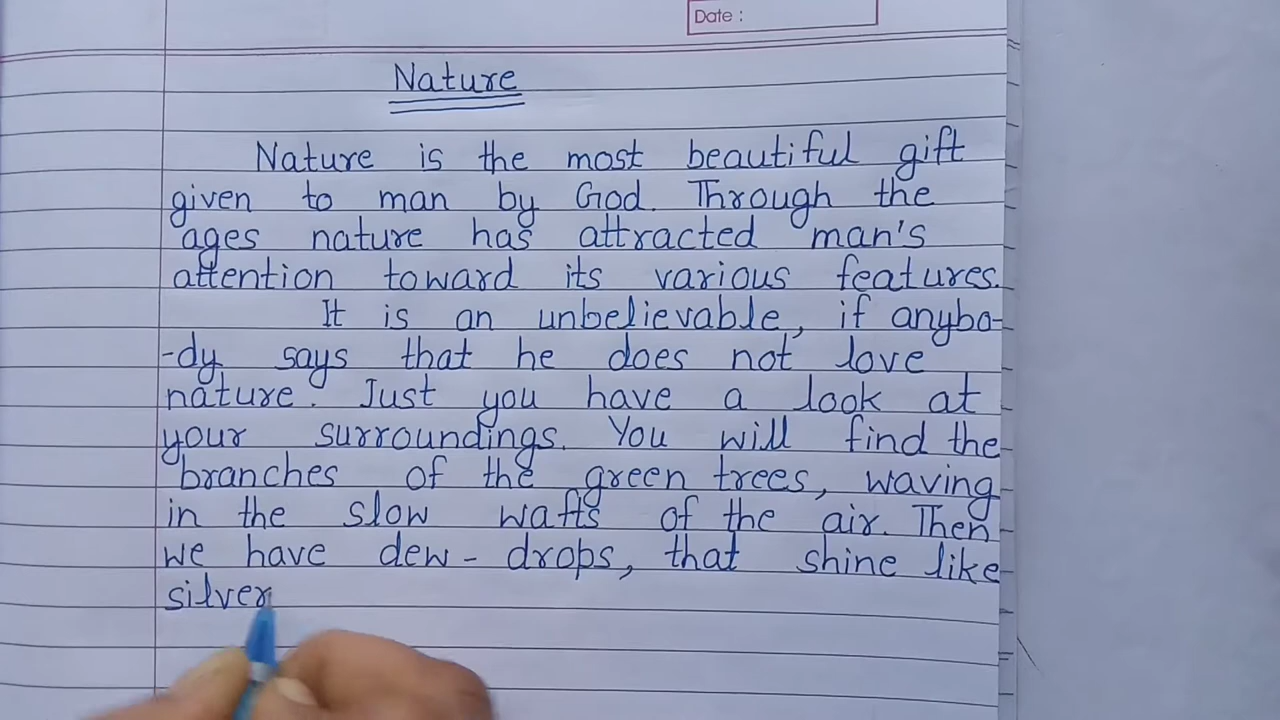 Date :
Nature
Nature is the most beautiful gift
given to man by God. Through the
ages nature has attracted man's
attention toward its various features.
It is an unbelievable, if anybo-
-dy says that he does not love
nature. Just you have a look at
your surroundings. You will find the
branches of the green trees, waving
in the slow wafts of the air. Then
we have dew - drops, that shine like
silver